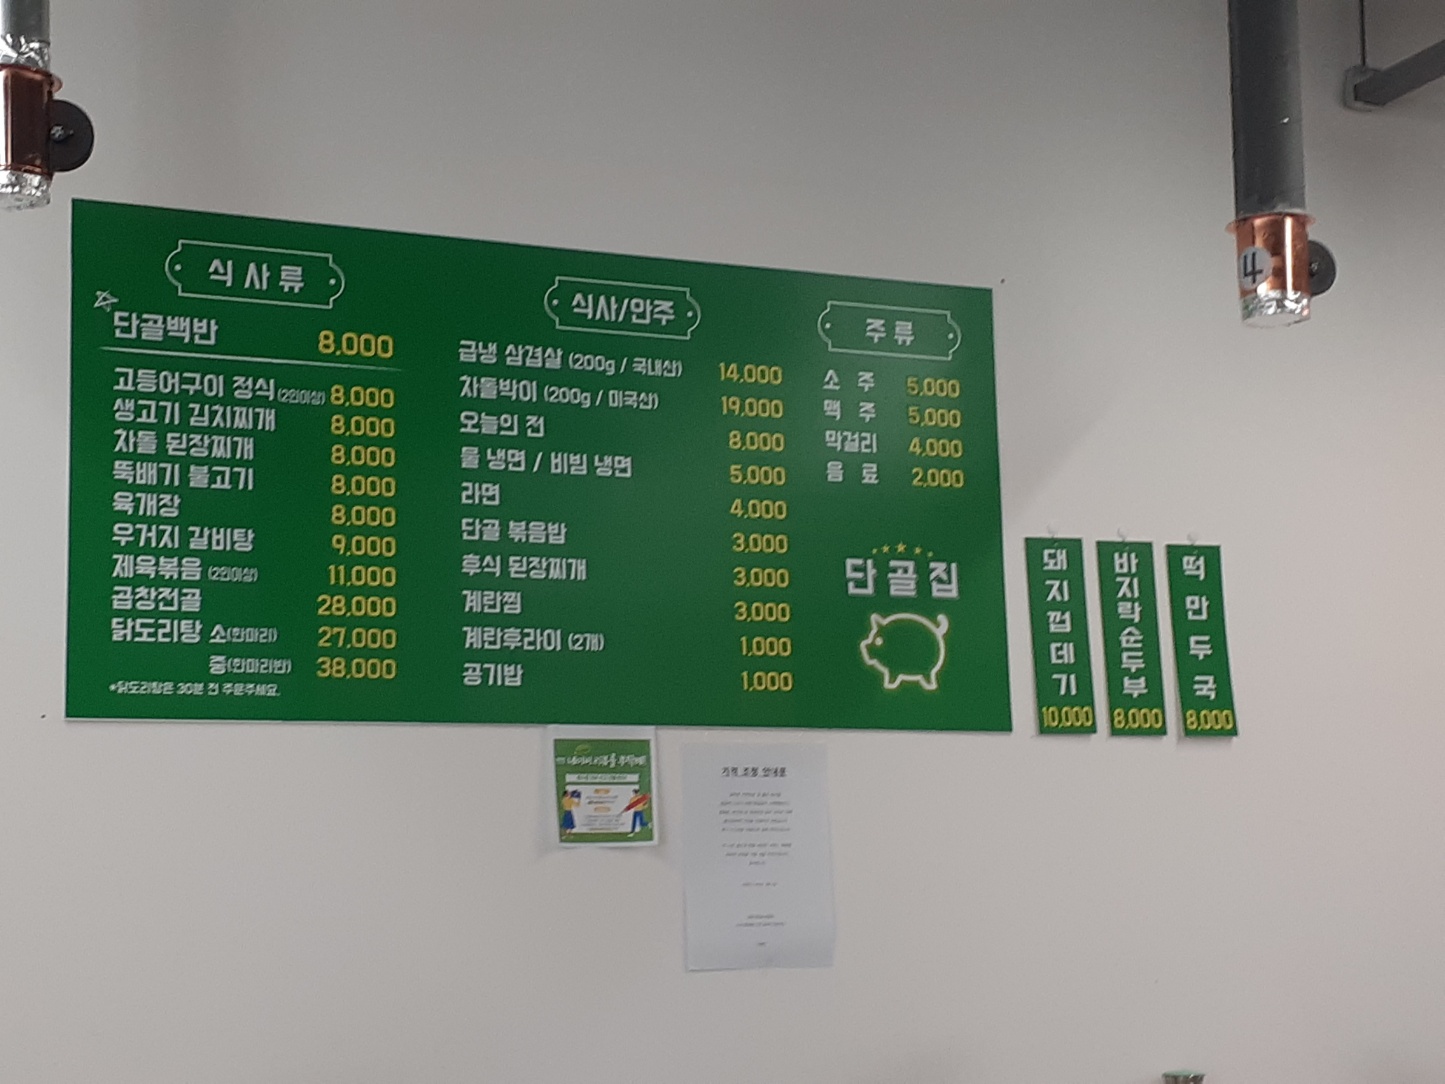 식사류
단골백반 8,000
고등어구이 정식(2인이상) 8,000
생고기 김치찌개 8,000
차돌 된장찌개 8,000
뚝배기 불고기 8,000
육개장 8,000
우거지 갈비탕 9,000
제육볶음 (2인이상) 11,000
곱창전골 28,000
닭도리탕 소(한마리) 27,000
중(한마리반) 38,000
*닭도리탕은 30분 전 주문주세요.
식사/안주
급냉 삼겹살 (200g / 국내산) 14,000
차돌박이 (200g / 미국산) 19,000
오늘의 전 8,000
물 냉면 / 비빔 냉면 5,000
라면 4,000
단골 볶음밥 3,000
후식 된장찌개 3,000
계란찜 3,000
계란후라이 (2개) 1,000
공기밥 1,000
주류
소주 5,000
맥주 5,000
막걸리 4,000
음료 2,000
단골집
돼지껍데기
10,000
바지락순두부
8,000
떡만두국
8,000
4
가격 조정 안내문